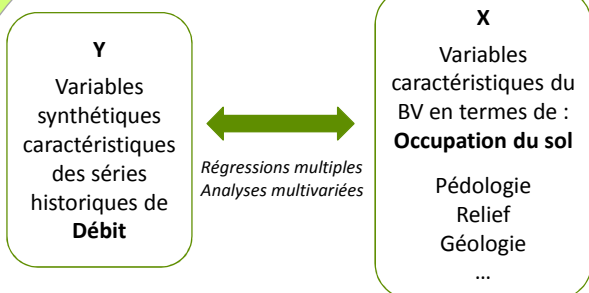 Y
Variables
synthétiques
caractéristiques
des séries
historiques de
Débit
Régressions multiples
Analyses multivariées
X
Variables
caractéristiques du
BV en termes de :
Occupation du sol
Pédologie
Relief
Géologie
...